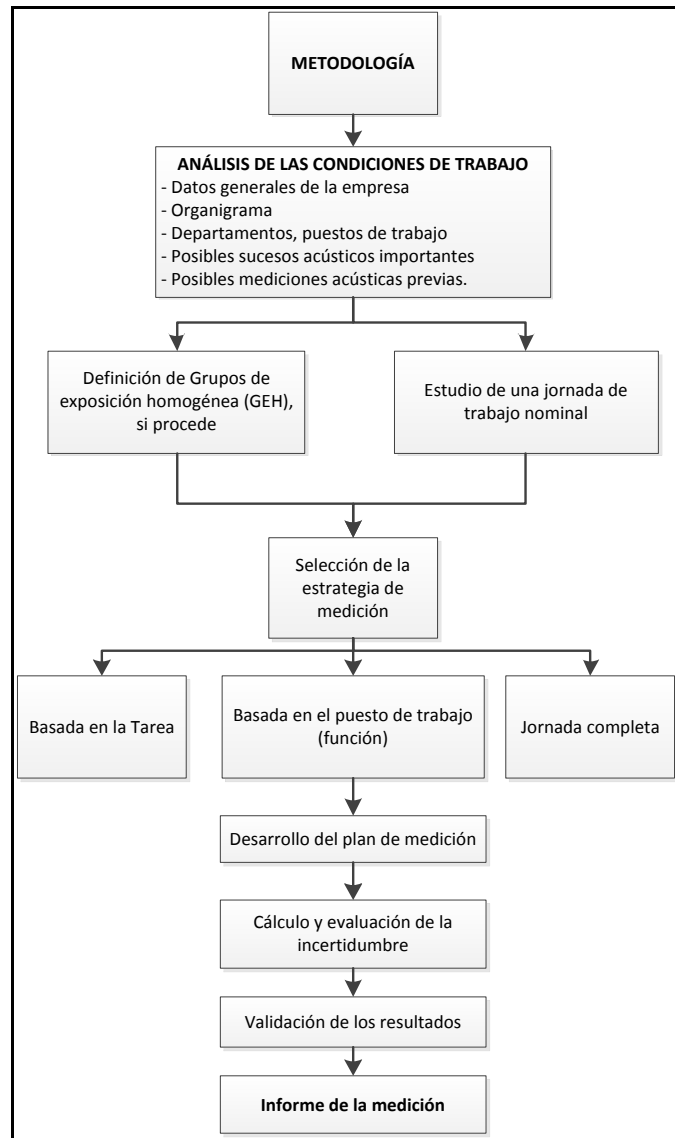 METODOLOGÍA
ANÁLISIS DE LAS CONDICIONES DE TRABAJO
- Datos generales de la empresa
- Organigrama
- Departamentos, puestos de trabajo
- Posibles sucesos acústicos importantes
- Posibles mediciones acústicas previas.
Definición de Grupos de
exposición homogénea (GEH),
si procede
Estudio de una jornada de
trabajo nominal
Selección de la
estrategia de
medición
Basada en la Tarea
Basada en el puesto de trabajo
(función)
Jornada completa
Desarrollo del plan de medición
Cálculo y evaluación de la
incertidumbre
Validación de los resultados
Informe de la medición